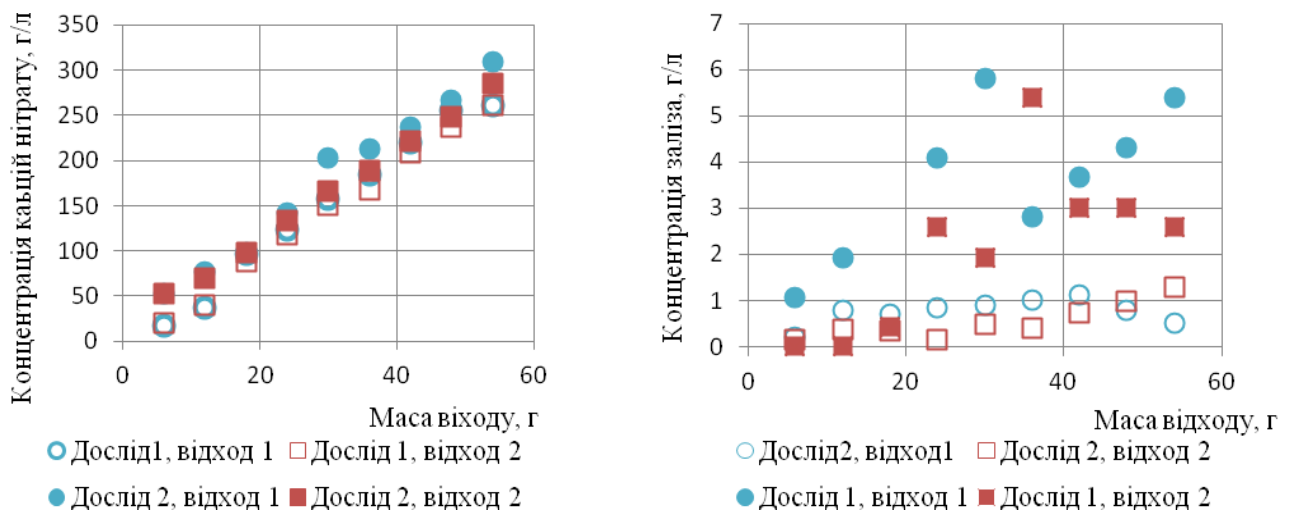 Концентрація каьцій нітрату, г/л
350
300
250
200
150
100
50
0
0 20 40 60
Маса віходу, г
Дослід1, відход 1 Дослід 1, відход 2
Дослід 2, відход 1 Дослід 2, відход 2
Концентрація заліза, г/л
7
6
5
4
3
2
1
0
0 20 40 60
Маса відходу, г
Дослід2, відход1 Дослід 2, відход 2
Дослід 1, відход 1 Дослід 1, відход 2